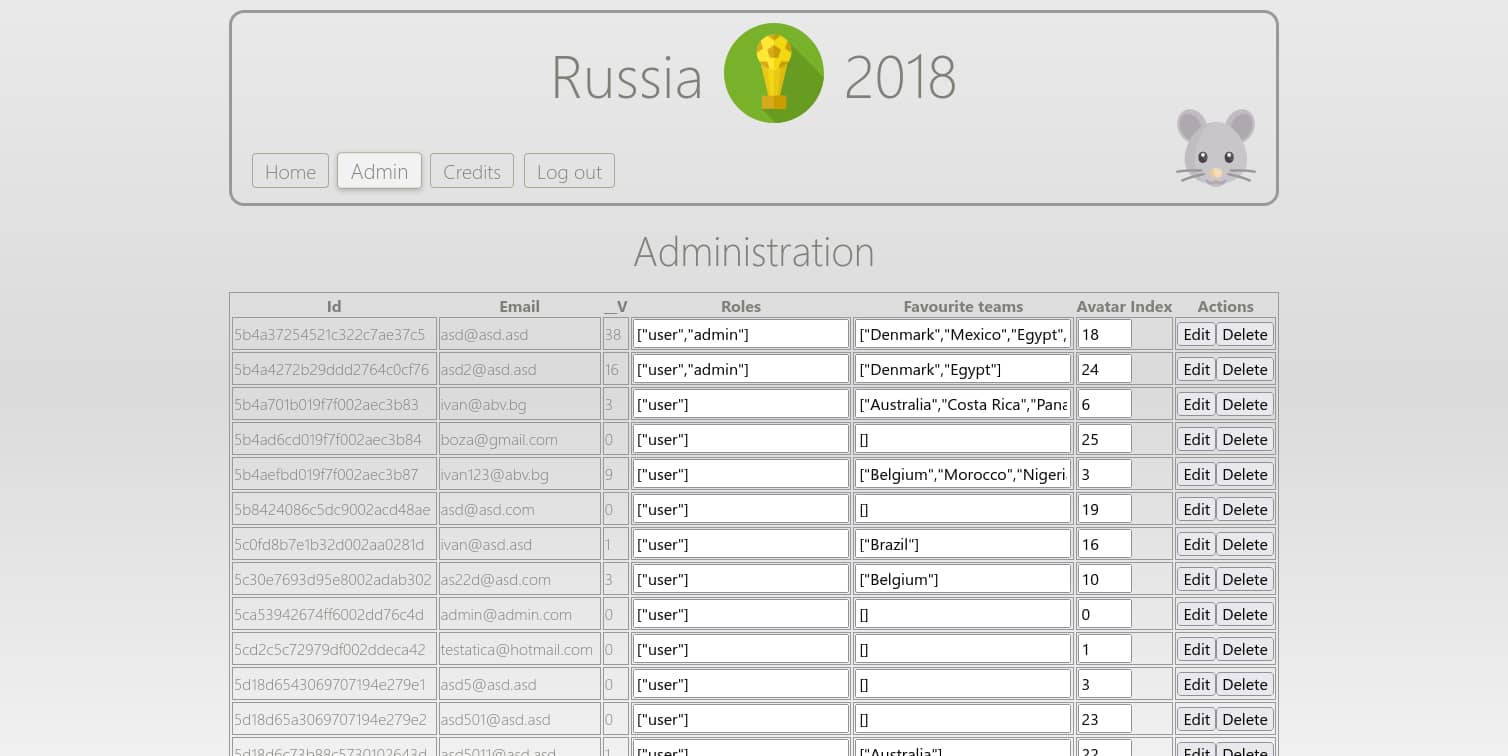 Russia 2018
Home Admin Credits Log out
Administration
Id Email __V Roles Favourite teams Avatar Index Actions
5b4a37254521c322c7ae37c5 asd@asd.asd 38 ["user","admin"] ["Denmark","Mexico","Egypt", 18 Edit Delete
5b4a4272b29ddd2764c0cf76 asd2@asd.asd 16 ["user","admin"] ["Denmark","Egypt"] 24 Edit Delete
5b4a701b019f7f002aec3b83 ivan@abv.bg 3 ["user"] ["Australia","Costa Rica","Pana 6 Edit Delete
5b4ad6cd019f7f002aec3b84 boza@gmail.com 0 ["user"] [] 25 Edit Delete
5b4aefbd019f7f002aec3b87 ivan123@abv.bg 9 ["user"] ["Belgium","Morocco","Nigeri 3 Edit Delete
5b8424086c5dc9002acd48ae asd@asd.com 0 ["user"] [] 19 Edit Delete
5c0fd8b7e1b32d002aa0281d ivan@asd.asd 1 ["user"] ["Brazil"] 16 Edit Delete
5c30e7693d95e8002adab302 as22d@asd.com 3 ["user"] ["Belgium"] 10 Edit Delete
5ca53942674ff6002dd76c4d admin@admin.com 0 ["user"] [] 0 Edit Delete
5cd2c5c72979df002ddeca42 testatica@hotmail.com 0 ["user"] [] 1 Edit Delete
5d18d6543069707194e279e1 asd5@asd.asd 0 ["user"] [] 3 Edit Delete
5d18d65a3069707194e279e2 asd501@asd.asd 0 ["user"] [] 23 Edit Delete
5d18d6c73b88c5730102643d asd5011@asd.asd 1 ["user"] ["Australia"] 22 Edit Delete